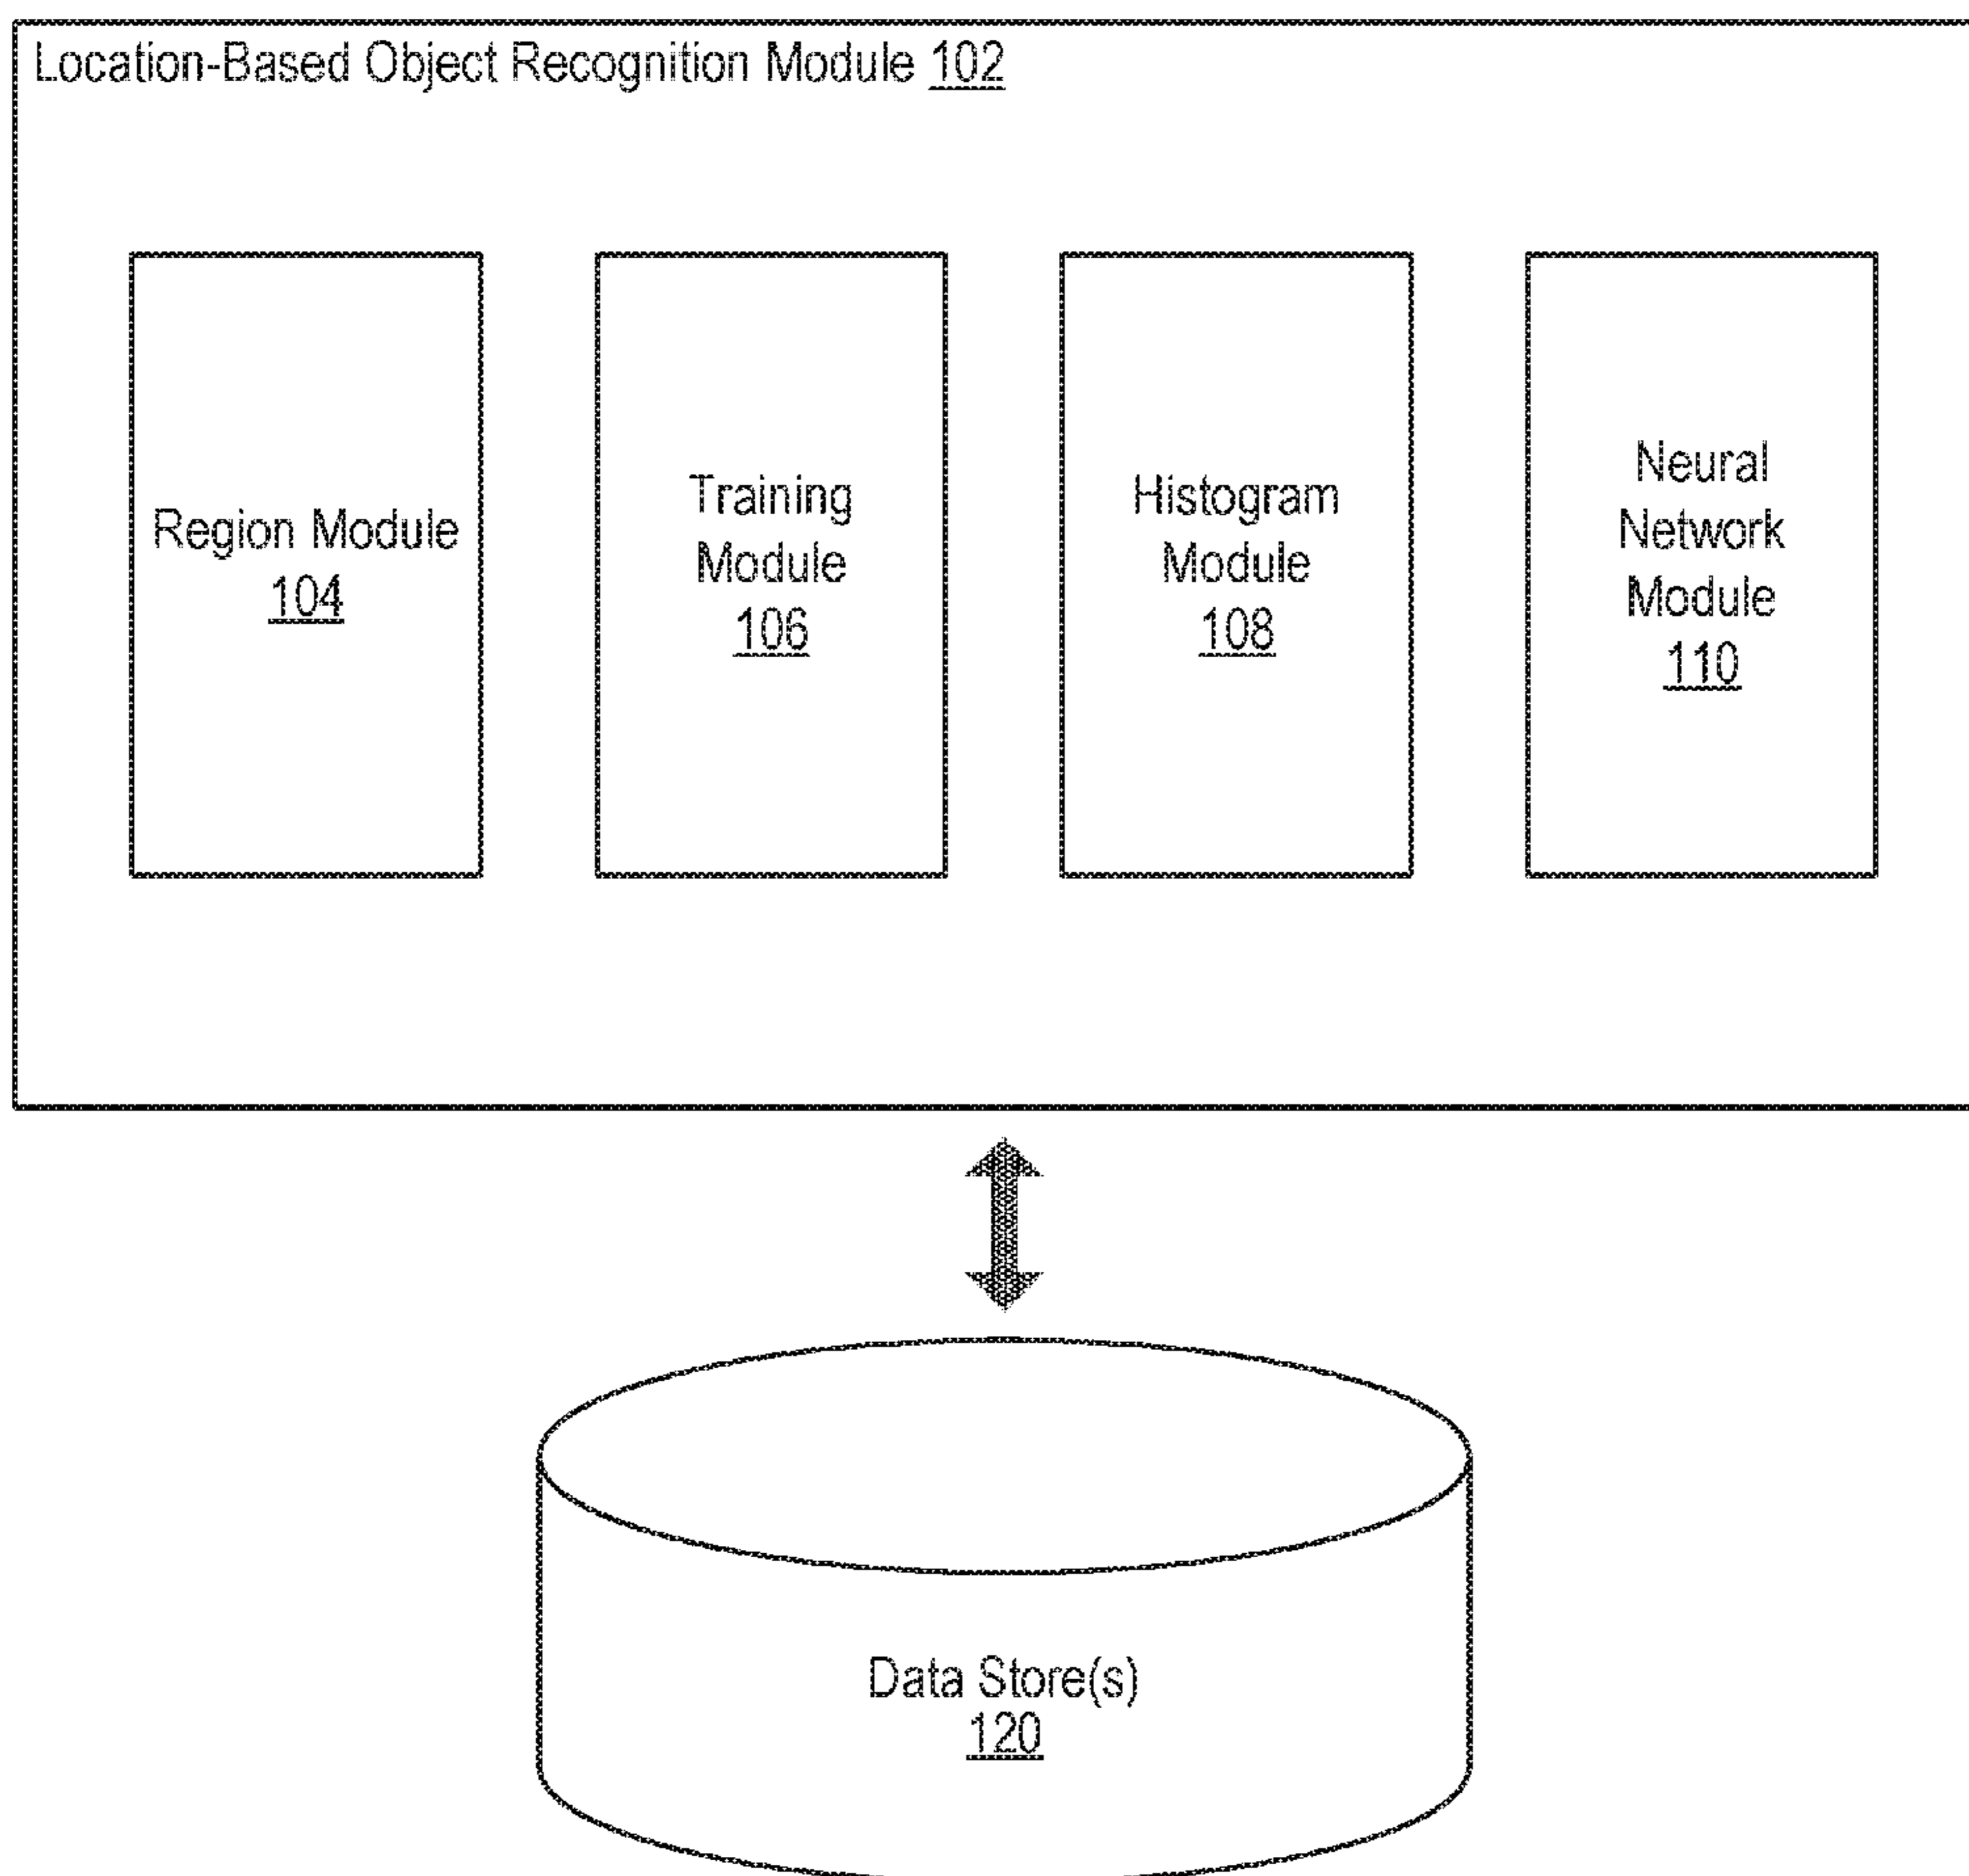 Location-Based Object Recognition Module 102
Region Module
104
Training
Module
106
Histogram
Module
108
Neural
Network
Module
110
Data Store(s)
120